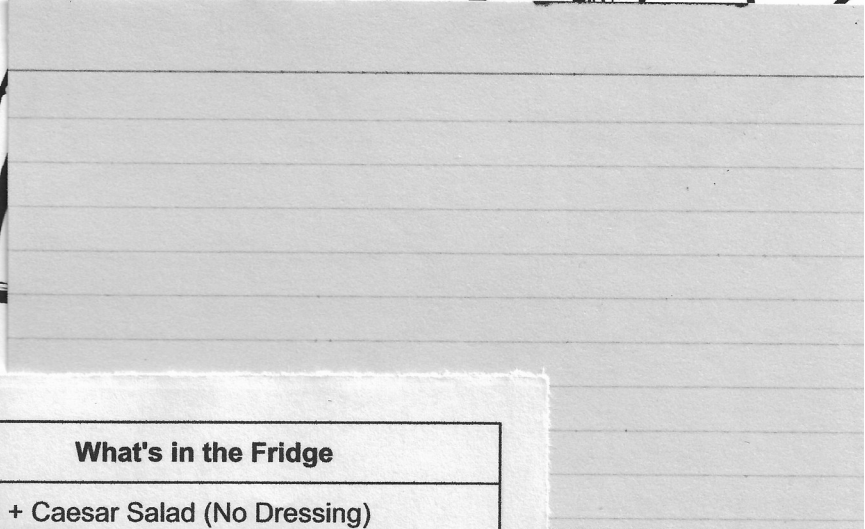 What's in the Fridge
+ Caesar Salad (No Dressing)